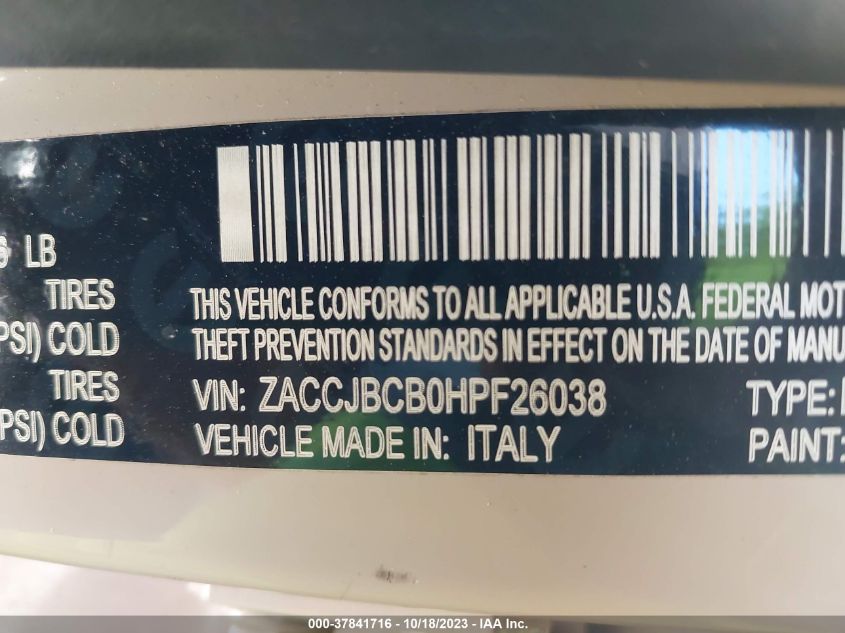 LB
TIRES
PSI) COLD
TIRES
PSI) COLD
THIS VEHICLE CONFORMS TO ALL APPLICABLE U.S.A. FEDERAL MOT
THEFT PREVENTION STANDARDS IN EFFECT ON THE DATE OF MANU
VIN: ZACCJBCB0HPF26038
TYPE:
VEHICLE MADE IN: ITALY
PAINT:
000-37841716 - 10/18/2023 - IAA Inc.